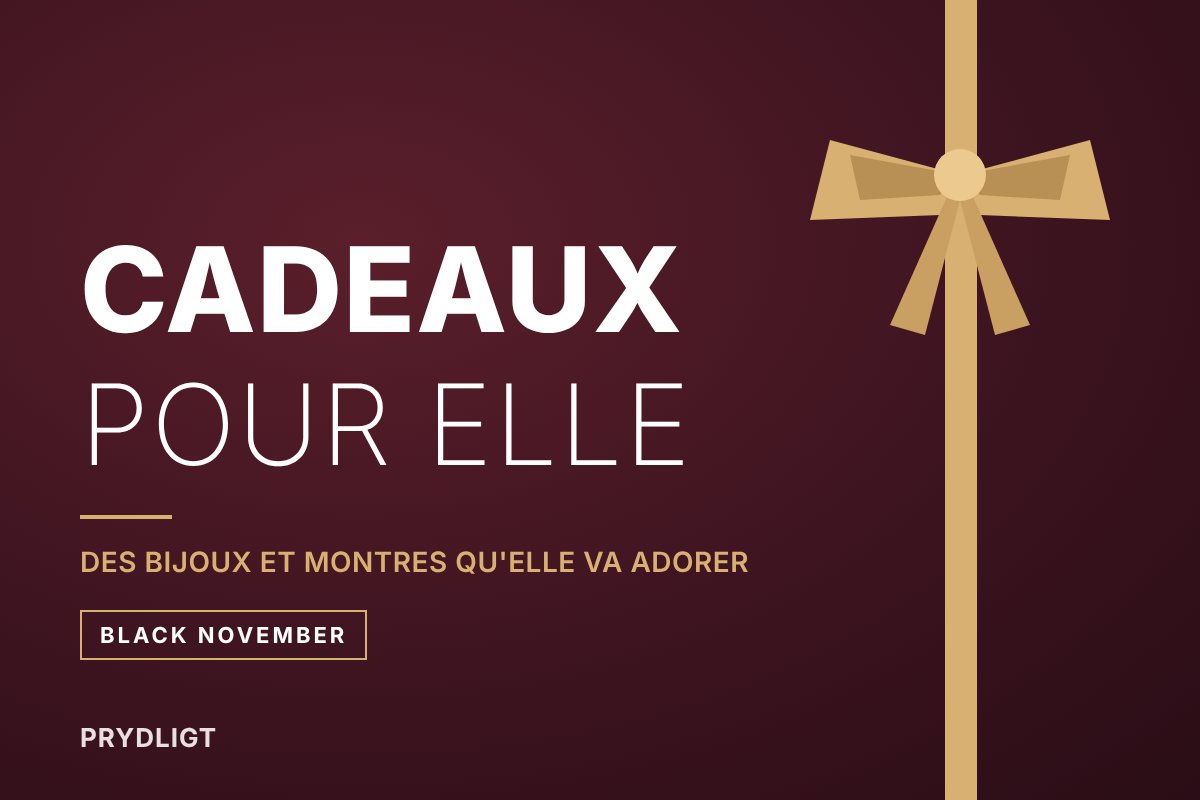 CADEAUX
POUR ELLE
DES BIJOUX ET MONTRES QU'ELLE VA ADORER
BLACK NOVEMBER
PRYDLIGT